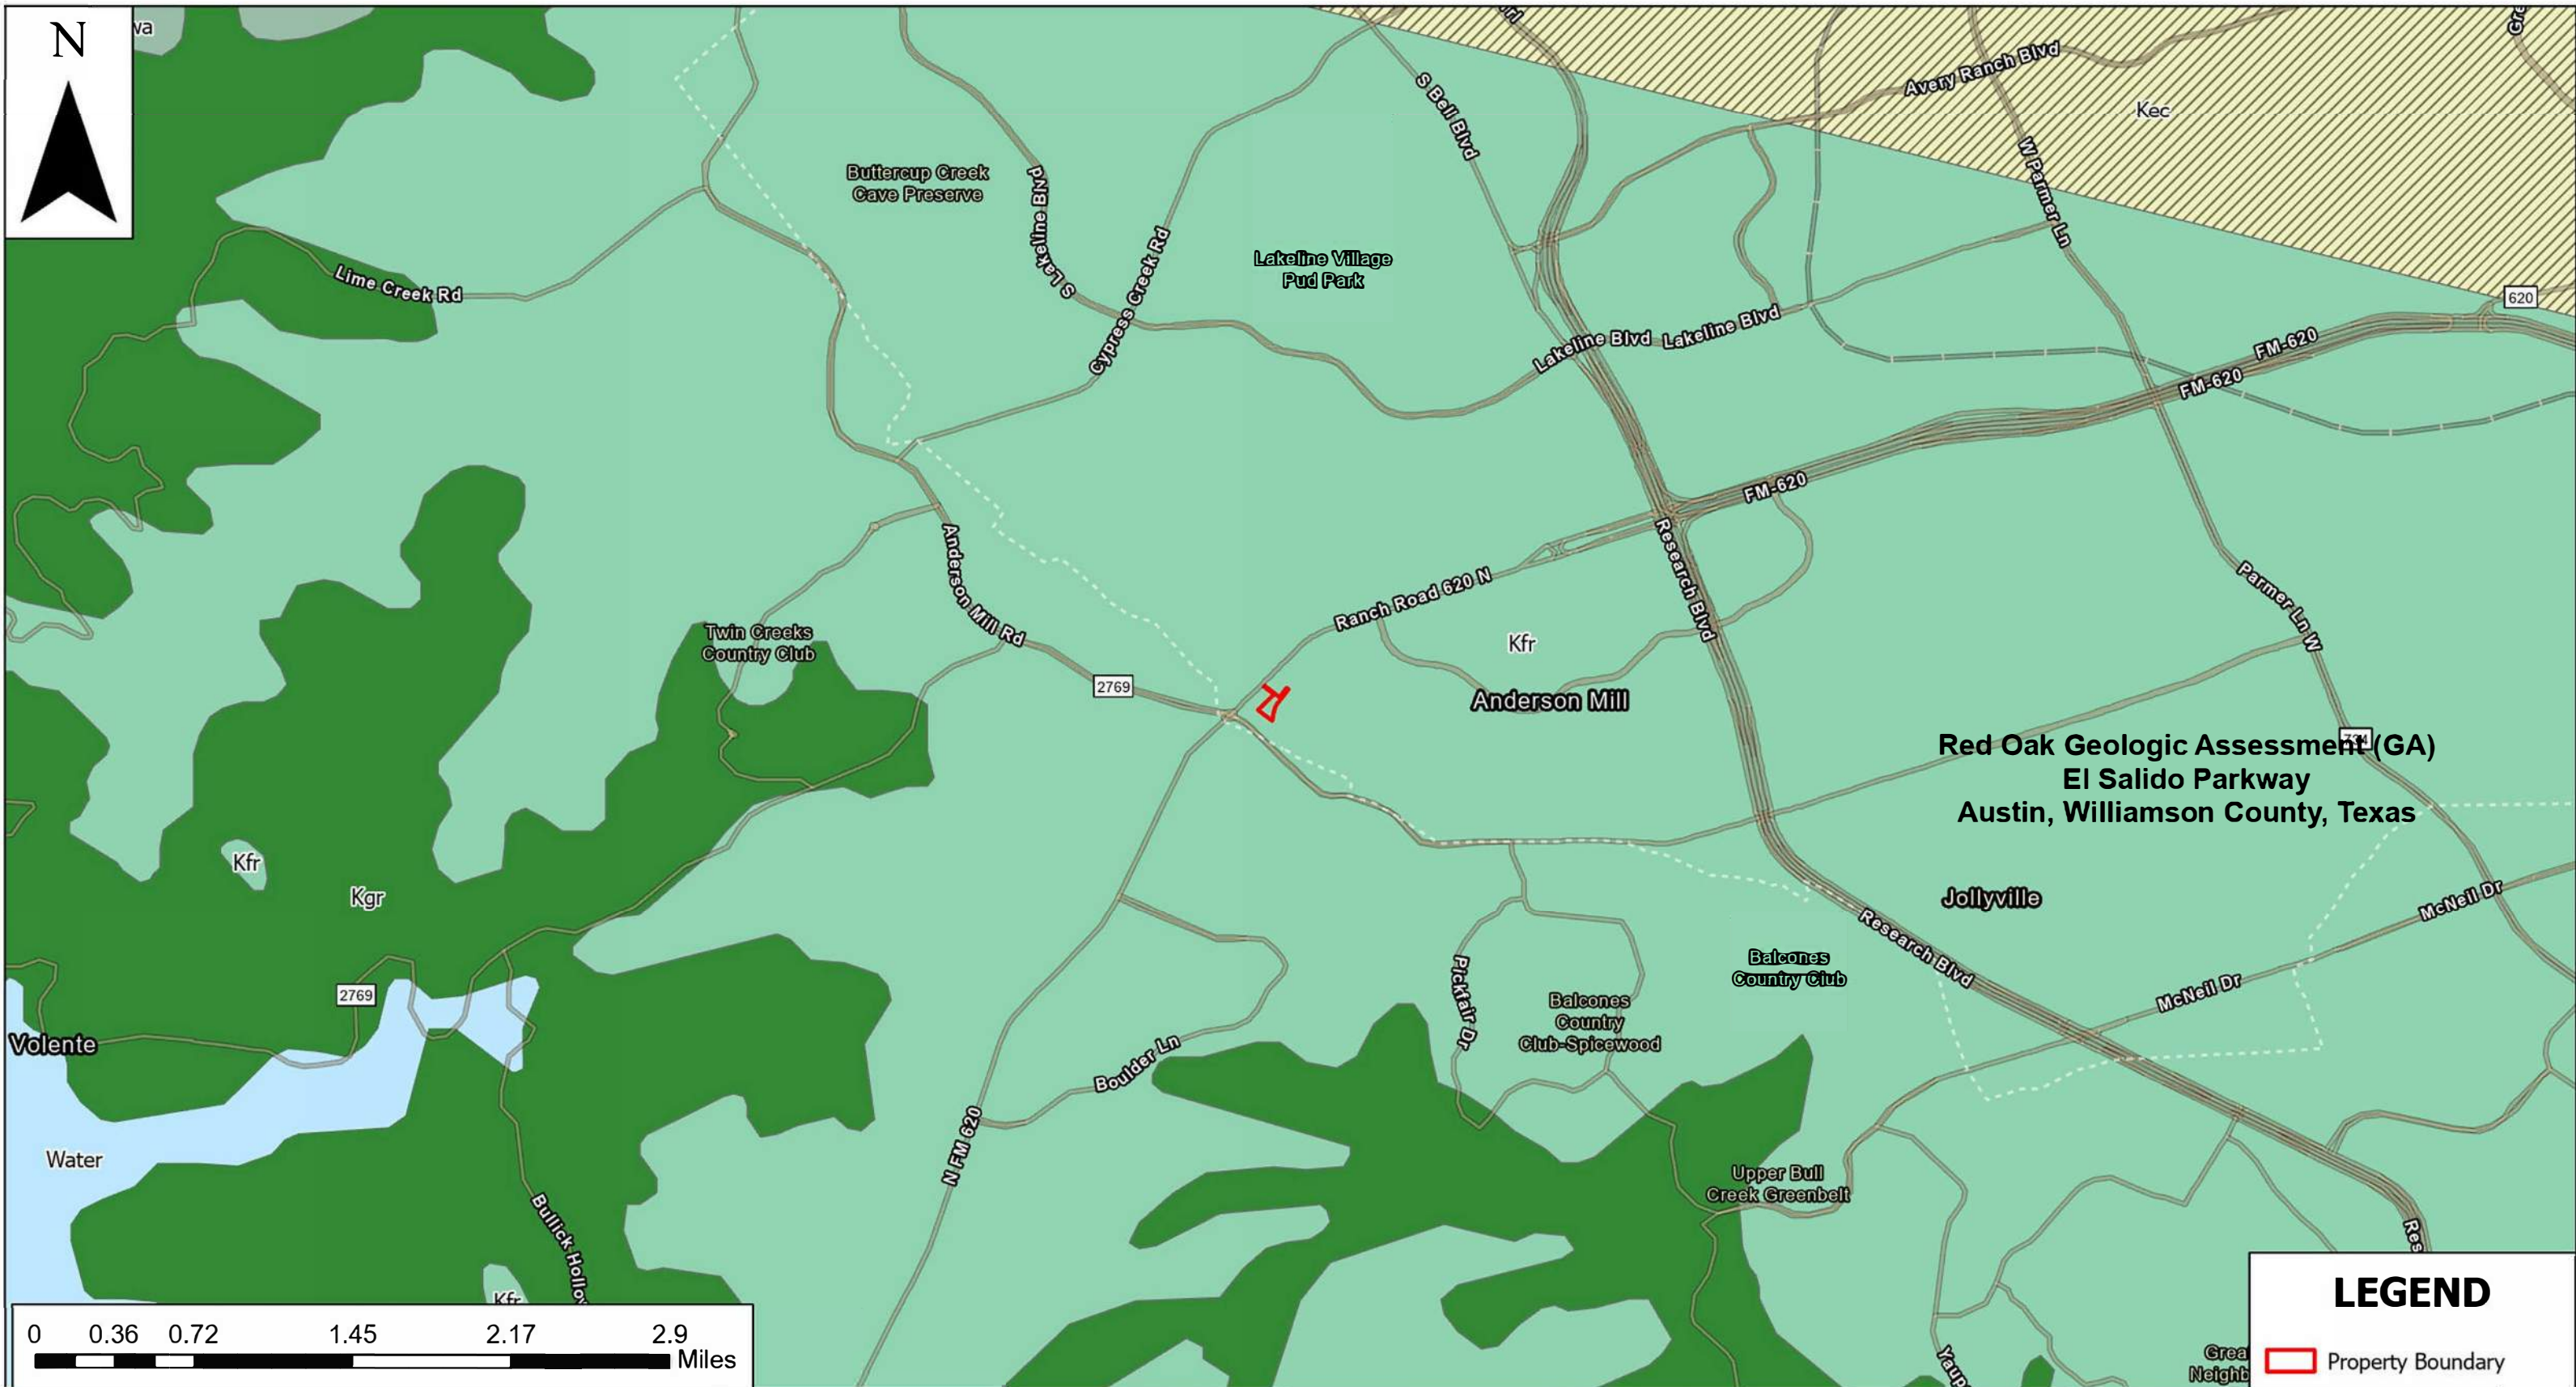 N
Kec
Avery Ranch Blvd
S Bell Blvd
W Parmer Ln
Buttercup Creek
Cave Preserve
S Lakeline Blvd
Cypress Creek Rd
Lakeline Village
Pud Park
Lime Creek Rd
620
Lakeline Blvd
Lakeline Blvd
FM-620
FM-620
FM-620
Anderson Mill Rd
Ranch Road 620 N
Research Blvd
Parmer Ln W
Twin Creeks
Country Club
2769
Kfr
Anderson Mill
Red Oak Geologic Assessment (GA)
El Salido Parkway
Austin, Williamson County, Texas
Kfr
Kgr
Jollyville
McNeil Dr
Research Blvd
Balcones
Country Club
Pickfair Dr
Balcones
Country
Club-Spicewood
McNeil Dr
2769
Volente
Boulder Ln
Water
N FM 620
Upper Bull
Creek Greenbelt
Bullick Hollow
Kfr
Res
LEGEND
Property Boundary
0 0.36 0.72 1.45 2.17 2.9
Miles